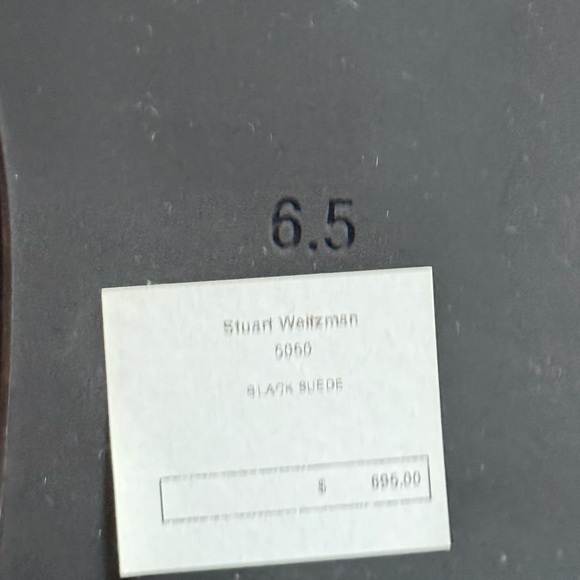 6.5
Stuart Weitzman
5050
BLACK SUEDE
$ 695.00